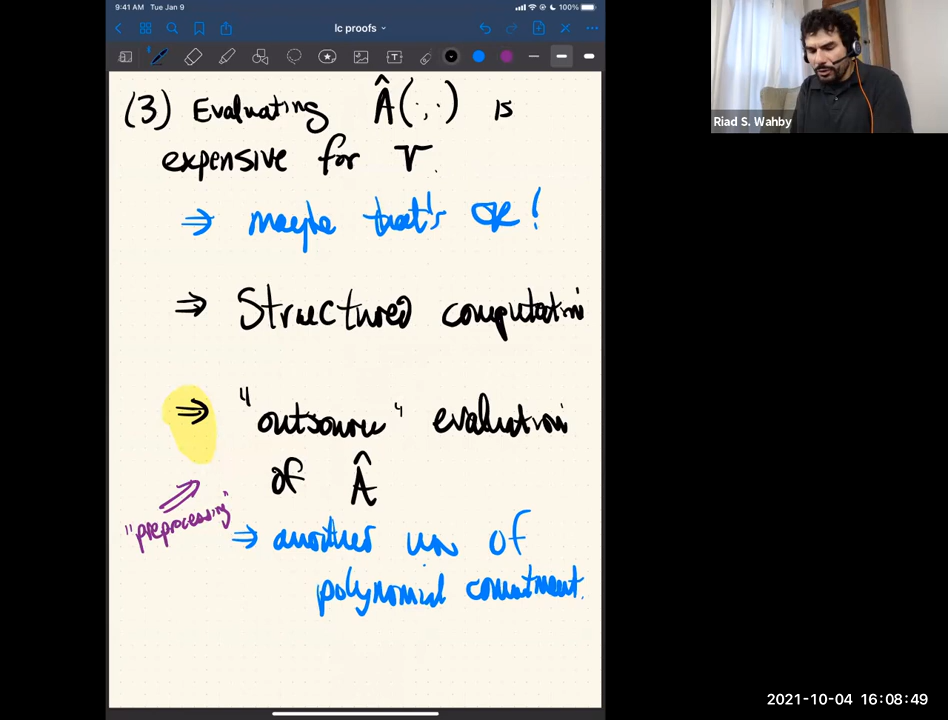 9:41 AM Tue Jan 9
100%
lc proofs
(3) Evaluating Â(·,·) is
expensive for V.
⇒ maybe that's OK!
⇒ Structured computation
⇒ "outsource" evaluation
of Â
"preprocessing"
⇒ another use of
polynomial commitment.
Riad S. Wahby
2021-10-04 16:08:49